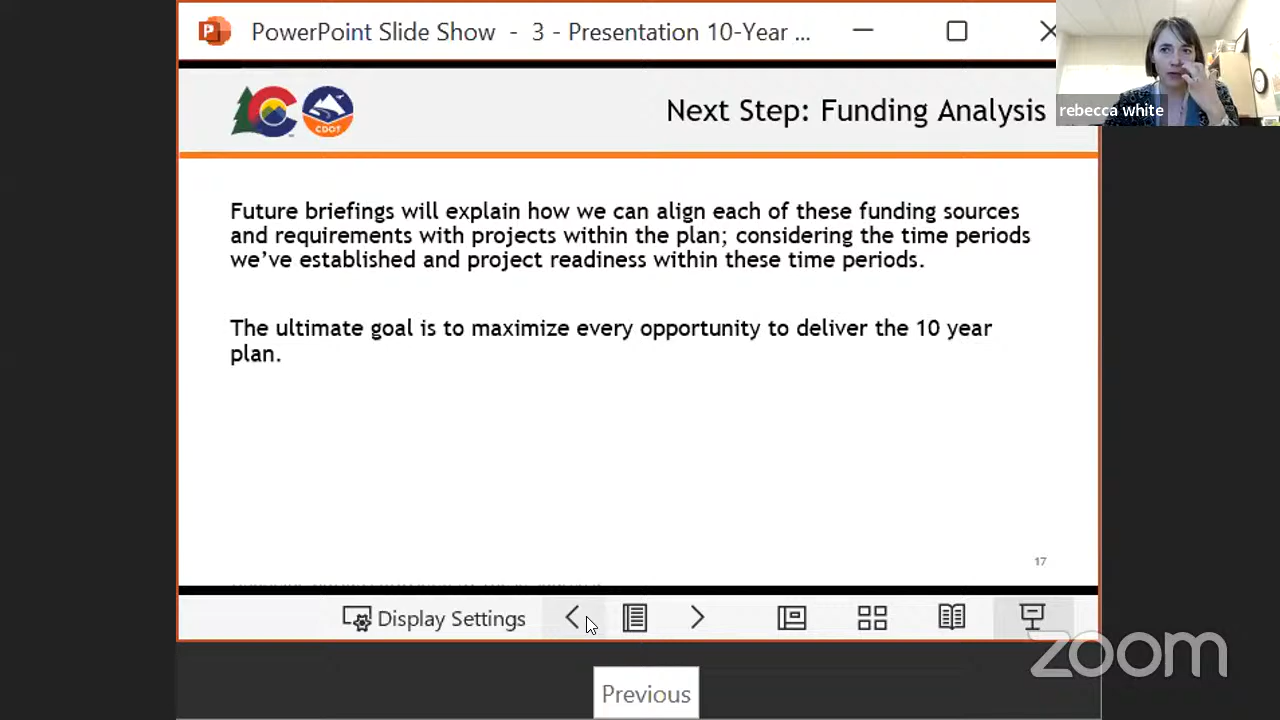 PowerPoint Slide Show - 3 - Presentation 10-Year ...
rebecca white
CDOT
Next Step: Funding Analysis
Future briefings will explain how we can align each of these funding sources
and requirements with projects within the plan; considering the time periods
we've established and project readiness within these time periods.
The ultimate goal is to maximize every opportunity to deliver the 10 year
plan.
17
Display Settings
zoom
Previous